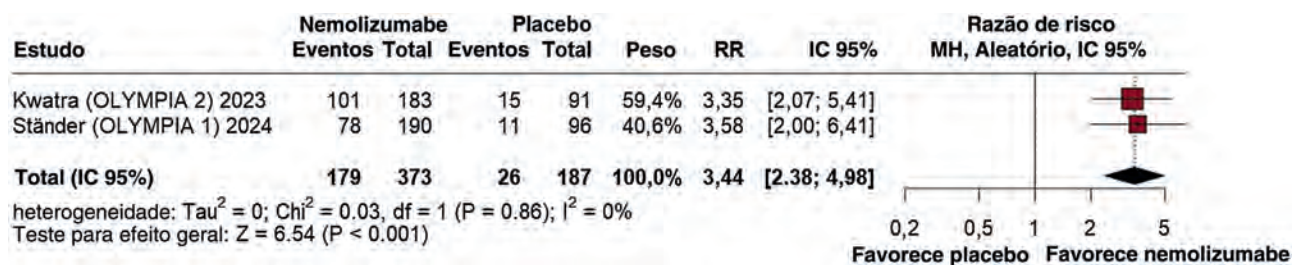 Nemolizumabe Placebo Razão de risco
Estudo Eventos Total Eventos Total Peso RR IC 95% MH, Aleatório, IC 95%
Kwatra (OLYMPIA 2) 2023 101 183 15 91 59,4% 3,35 [2,07; 5,41]
Ständer (OLYMPIA 1) 2024 78 190 11 96 40,6% 3,58 [2,00; 6,41]
Total (IC 95%) 179 373 26 187 100,0% 3,44 [2.38; 4,98]
heterogeneidade: Tau² = 0; Chi² = 0.03, df = 1 (P = 0.86); I² = 0%
Teste para efeito geral: Z = 6.54 (P < 0.001)
0,2 0,5 1 2 5
Favorece placebo Favorece nemolizumabe